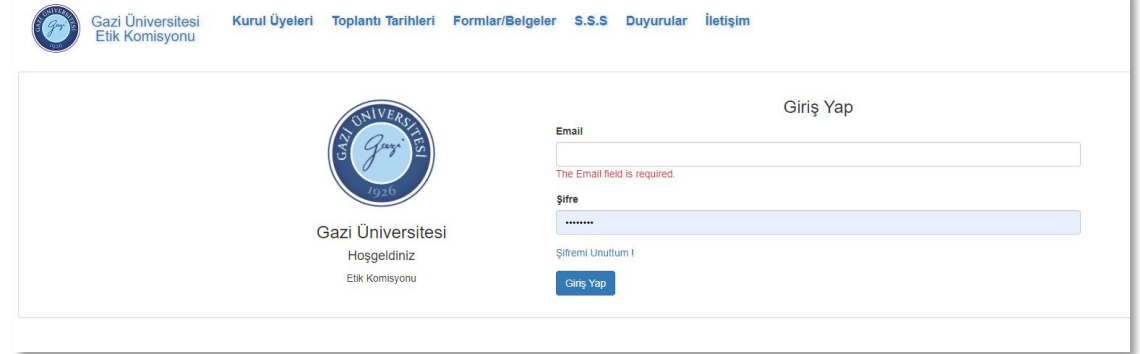 Gazi Üniversitesi
Etik Komisyonu
Kurul Üyeleri Toplantı Tarihleri Formlar/Belgeler S.S.S Duyurular İletişim
GAZİ ÜNİVERSİTESİ
Gazi
1926
Gazi Üniversitesi
Hoşgeldiniz
Etik Komisyonu
Giriş Yap
Email
The Email field is required.
Şifre
••••••••
Şifremi Unuttum !
Giriş Yap